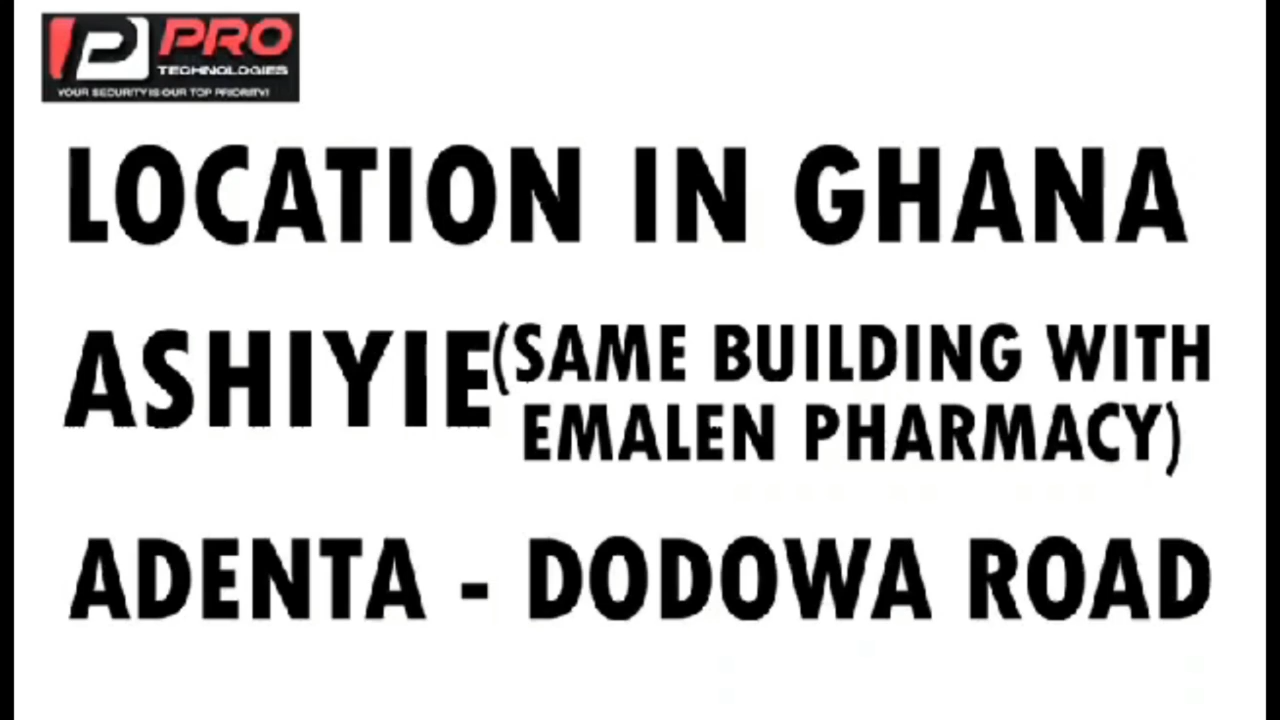 PRO
TECHNOLOGIES
YOUR SECURITY IS OUR TOP PRIORITY!
LOCATION IN GHANA
ASHIYIE (SAME BUILDING WITH
EMALEN PHARMACY)
ADENTA - DODOWA ROAD